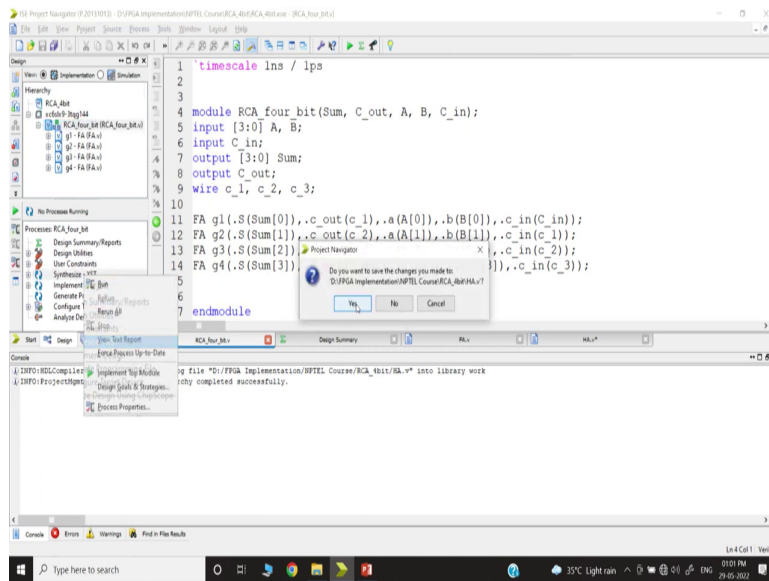 ISE Project Navigator (P.20131013) - D:\FPGA Implementation\NPTEL Course\RCA_4bit\RCA_4bit.xise - [RCA_four_bit.v]
File Edit View Project Source Process Tools Window Layout Help
Design
View: Implementation Simulation
Hierarchy
RCA_4bit
RCA_four_bit (RCA_four_bit.v)
g1 - FA (FA.v)
g2 - FA (FA.v)
g3 - FA (FA.v)
g4 - FA (FA.v)
No Processes Running
Processes: RCA_four_bit
Design Summary/Reports
Design Utilities
User Constraints
Synthesize - XST
Implement
Generate
Configure
Analyze
Run
ReRun
Rerun All
Stop
View Text Report
Force Process Up-to-Date
Implement Top Module
Design Goals & Strategies...
Process Properties...
Start
Design
1 `timescale 1ns / 1ps
2
3
4 module RCA_four_bit(Sum, C_out, A, B, C_in);
5 input [3:0] A, B;
6 input C_in;
7 output [3:0] Sum;
8 output C_out;
9 wire c_1, c_2, c_3;
10
11 FA g1(.S(Sum[0]),.c_out(c_1),.a(A[0]),.b(B[0]),.c_in(C_in));
12 FA g2(.S(Sum[1]),.c_out(c_2),.a(A[1]),.b(B[1]),.c_in(c_1));
13 FA g3(.S(Sum[2]),
),.c_in(c_2));
14 FA g4(.S(Sum[3]),
3]),.c_in(c_3));
5
6
7 endmodule
Project Navigator
Do you want to save the changes you made to:
'D:\FPGA Implementation\NPTEL Course\RCA_4bit\HA.v'?
Yes No Cancel
RCA_four_bit.v
Design Summary
FA.v
HA.v*
Console
INFO:HDLCompiler
g file "D:/FPGA Implementation/NPTEL Course/RCA_4bit/HA.v" into library work
INFO:ProjectMgmt
rchy completed successfully.
Console Errors Warnings Find in Files Results
Ln 4 Col 1
Type here to search
35°C Light rain
ENG
01:01 PM
29-05-2022